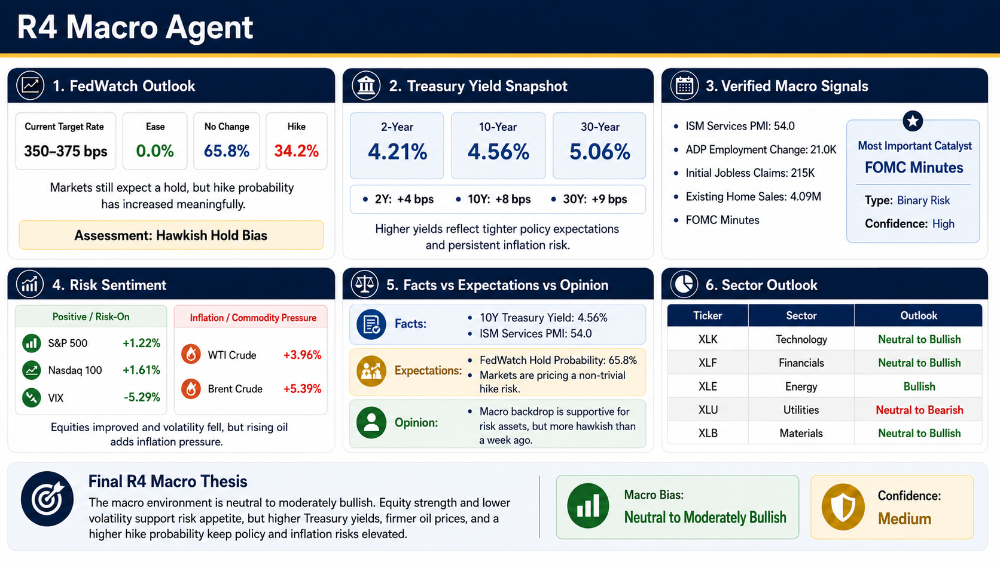 R4 Macro Agent
1. FedWatch Outlook
Current Target Rate
350–375 bps
Ease
0.0%
No Change
65.8%
Hike
34.2%
Markets still expect a hold, but hike probability
has increased meaningfully.
Assessment: Hawkish Hold Bias
2. Treasury Yield Snapshot
2-Year
4.21%
10-Year
4.56%
30-Year
5.06%
• 2Y: +4 bps
• 10Y: +8 bps
• 30Y: +9 bps
Higher yields reflect tighter policy expectations
and persistent inflation risk.
3. Verified Macro Signals
• ISM Services PMI: 54.0
• ADP Employment Change: 21.0K
• Initial Jobless Claims: 215K
• Existing Home Sales: 4.09M
• FOMC Minutes
Most Important Catalyst
FOMC Minutes
Type: Binary Risk
Confidence: High
4. Risk Sentiment
Positive / Risk-On
S&P 500 +1.22%
Nasdaq 100 +1.61%
VIX -5.29%
Inflation / Commodity Pressure
WTI Crude +3.96%
Brent Crude +5.39%
Equities improved and volatility fell, but rising oil
adds inflation pressure.
5. Facts vs Expectations vs Opinion
Facts:
• 10Y Treasury Yield: 4.56%
• ISM Services PMI: 54.0
Expectations:
• FedWatch Hold Probability: 65.8%
• Markets are pricing a non-trivial
hike risk.
Opinion:
• Macro backdrop is supportive for
risk assets, but more hawkish than
a week ago.
6. Sector Outlook
Ticker Sector Outlook
XLK Technology Neutral to Bullish
XLF Financials Neutral to Bullish
XLE Energy Bullish
XLU Utilities Neutral to Bearish
XLB Materials Neutral to Bullish
Final R4 Macro Thesis
The macro environment is neutral to moderately bullish. Equity strength and lower
volatility support risk appetite, but higher Treasury yields, firmer oil prices, and a
higher hike probability keep policy and inflation risks elevated.
Macro Bias:
Neutral to Moderately Bullish
Confidence:
Medium